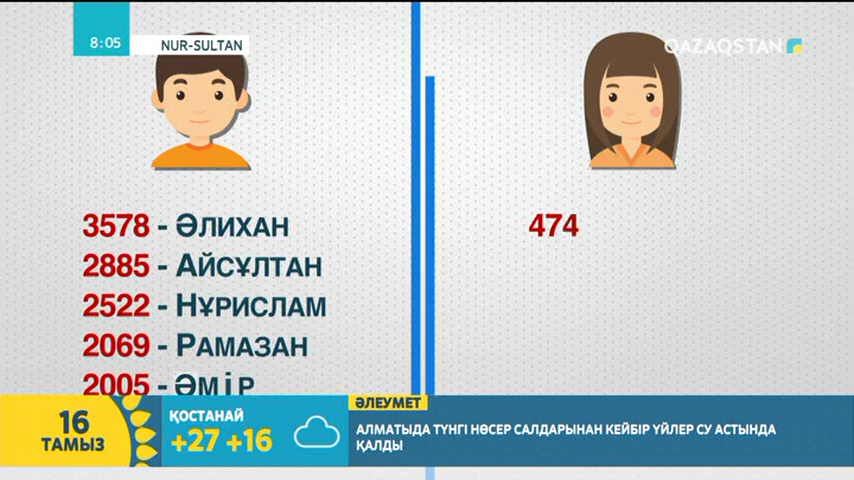 8:05
NUR-SULTAN
QAZAQSTAN
3578 - ӘЛИХАН
2885 - АЙСҰЛТАН
2522 - НҰРИСЛАМ
2069 - РАМАЗАН
2005 - ӘМІР
474
16
ТАМЫЗ
ҚОСТАНАЙ
+27 +16
ӘЛЕУМЕТ
АЛМАТЫДА ТҮНГІ НӨСЕР САЛДАРЫНАН КЕЙБІР ҮЙЛЕР СУ АСТЫНДА
ҚАЛДЫ